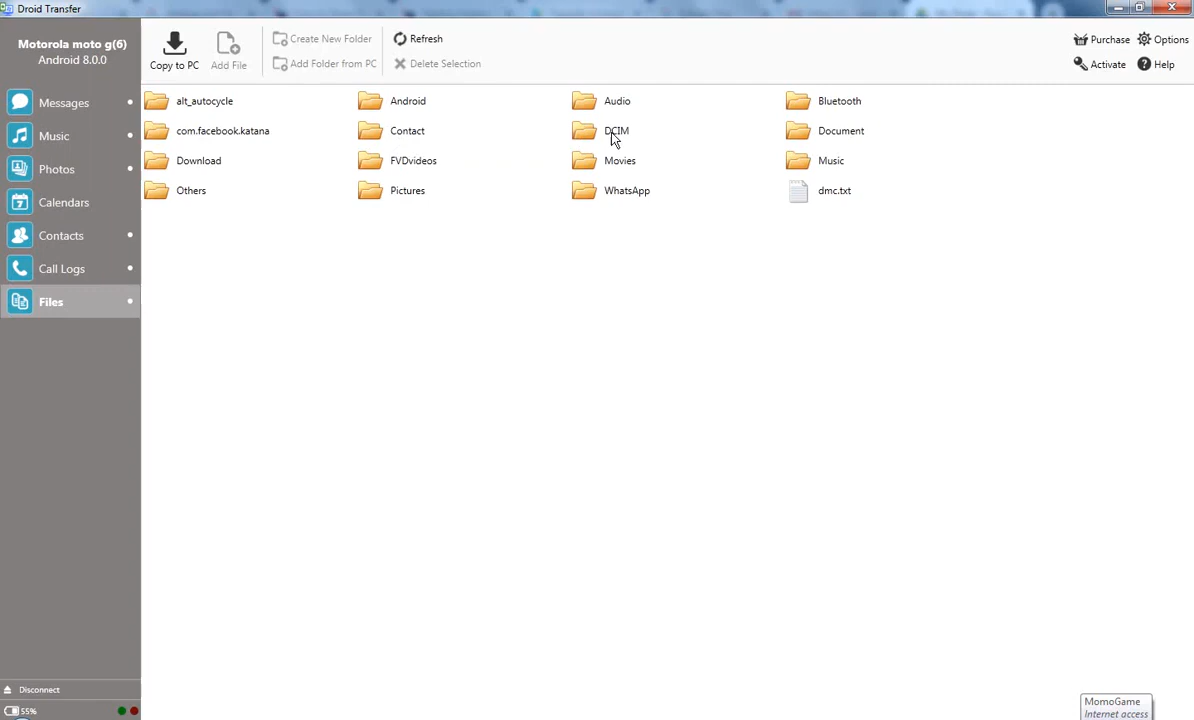 Droid Transfer
Motorola moto g(6)
Android 8.0.0
Messages
Music
Photos
7
Calendars
Contacts
Call Logs
Files
Disconnect
55%
Copy to PC
Add File
Create New Folder
Add Folder from PC
Refresh
Delete Selection
Purchase
Options
Activate
? Help
alt_autocycle
Android
Audio
Bluetooth
com.facebook.katana
Contact
DCIM
Document
Download
FVDvideos
Movies
Music
Others
Pictures
WhatsApp
dmc.txt
MomoGame
Internet access